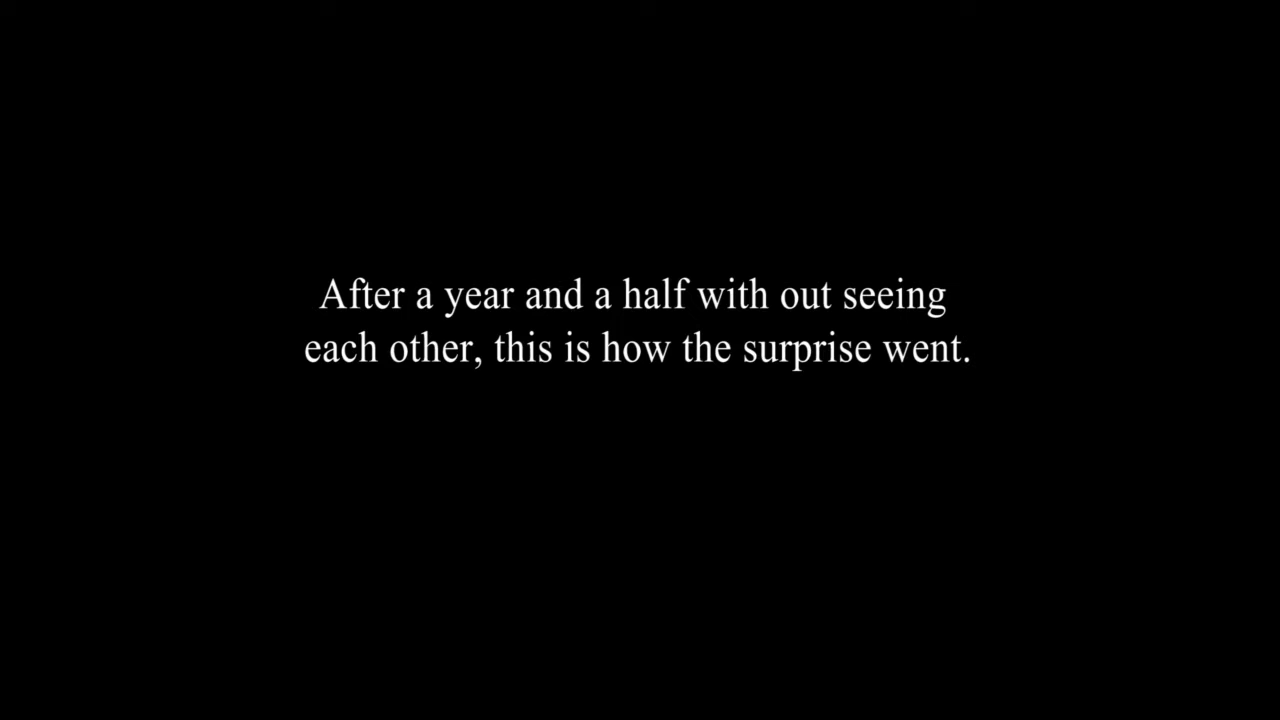 After a year and a half with out seeing
each other, this is how the surprise went.